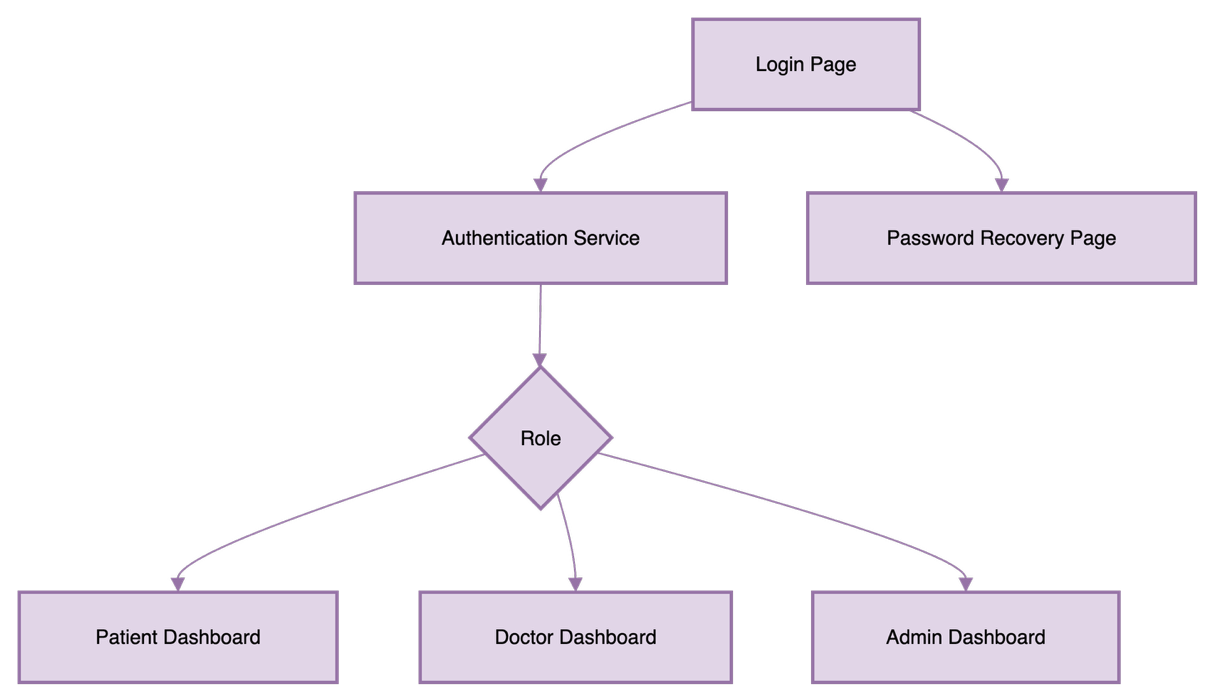 Login Page
Authentication Service
Password Recovery Page
Role
Patient Dashboard
Doctor Dashboard
Admin Dashboard